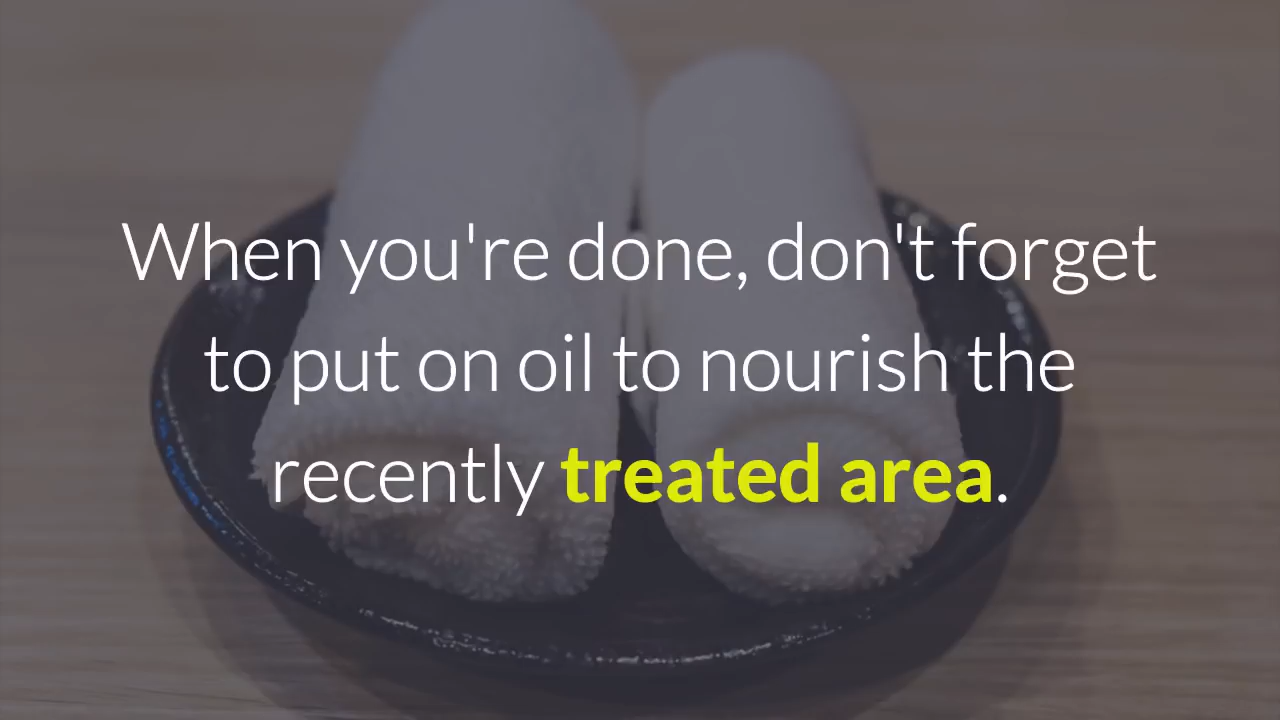 When you're done, don't forget
to put on oil to nourish the
recently treated area.